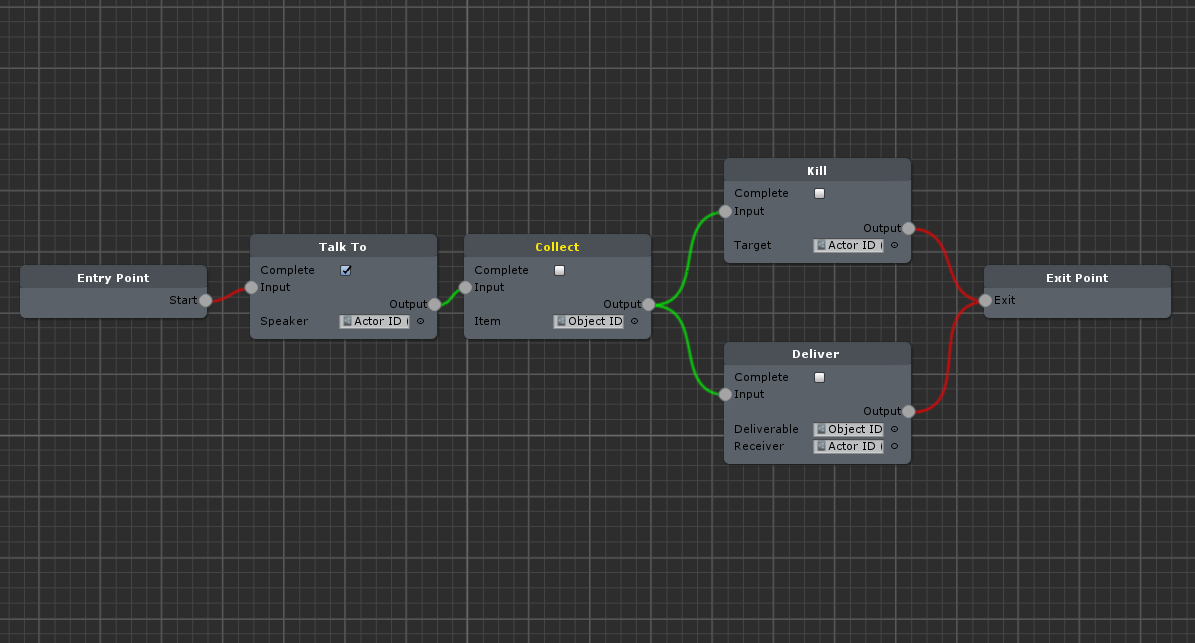 Entry Point
Start
Talk To
Complete
Input
Output
Speaker
Actor ID (
Collect
Complete
Input
Output
Item
Object ID
Kill
Complete
Input
Output
Target
Actor ID (
Deliver
Complete
Input
Output
Deliverable
Object ID
Receiver
Actor ID (
Exit Point
Exit